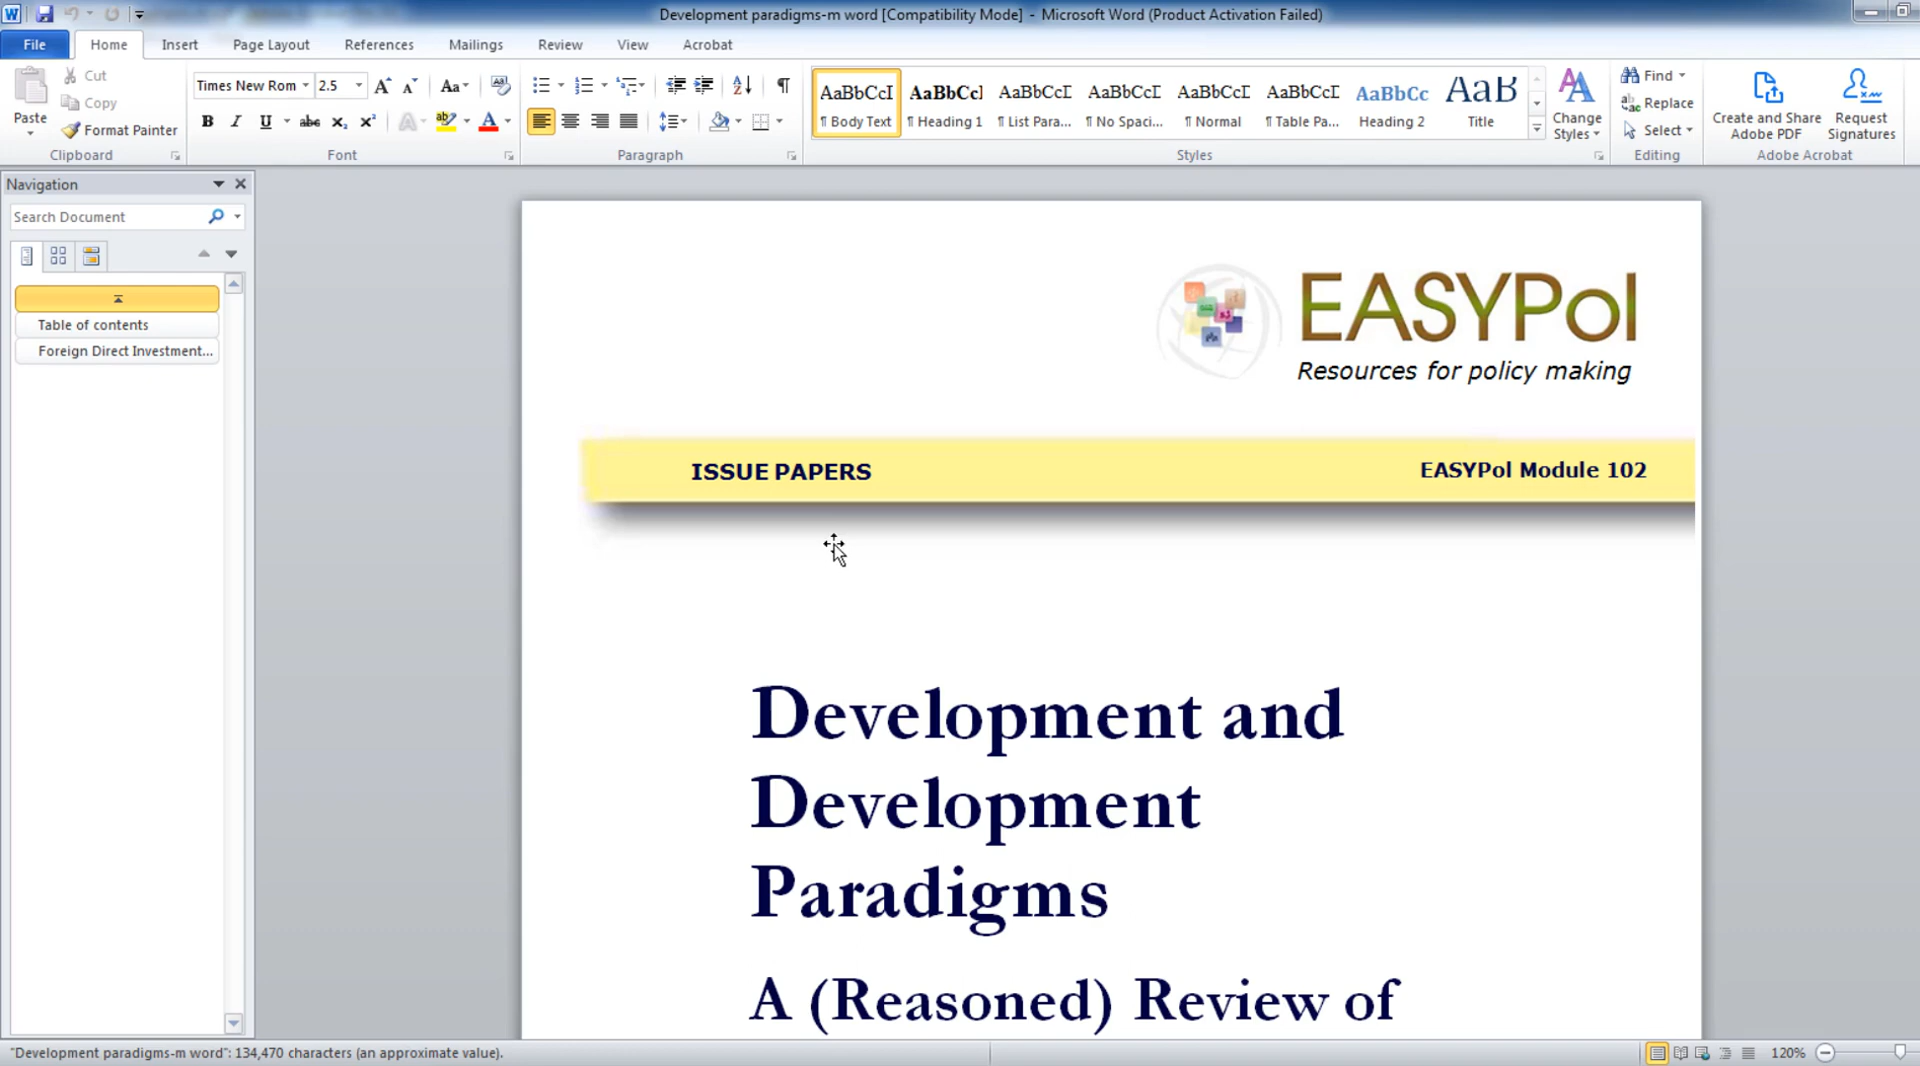 Development paradigms-m word [Compatibility Mode] - Microsoft Word (Product Activation Failed)
File Home Insert Page Layout References Mailings Review View Acrobat
Paste
Cut
Copy
Format Painter
Clipboard
Times New Rom 2.5
Font
Paragraph
AaBbCcI AaBbCcI AaBbCcI AaBbCcI AaBbCcI AaBbCcI AaBbCc AaB
¶ Body Text ¶ Heading 1 ¶ List Para... ¶ No Spaci... ¶ Normal ¶ Table Pa... Heading 2 Title
Styles
Change Styles
Find
Replace
Select
Editing
Create and Share Adobe PDF
Request Signatures
Adobe Acrobat
Navigation
Search Document
Table of contents
Foreign Direct Investment...
EASYPol
Resources for policy making
ISSUE PAPERS EASYPol Module 102
Development and
Development
Paradigms
A (Reasoned) Review of
"Development paradigms-m word": 134,470 characters (an approximate value).
120%